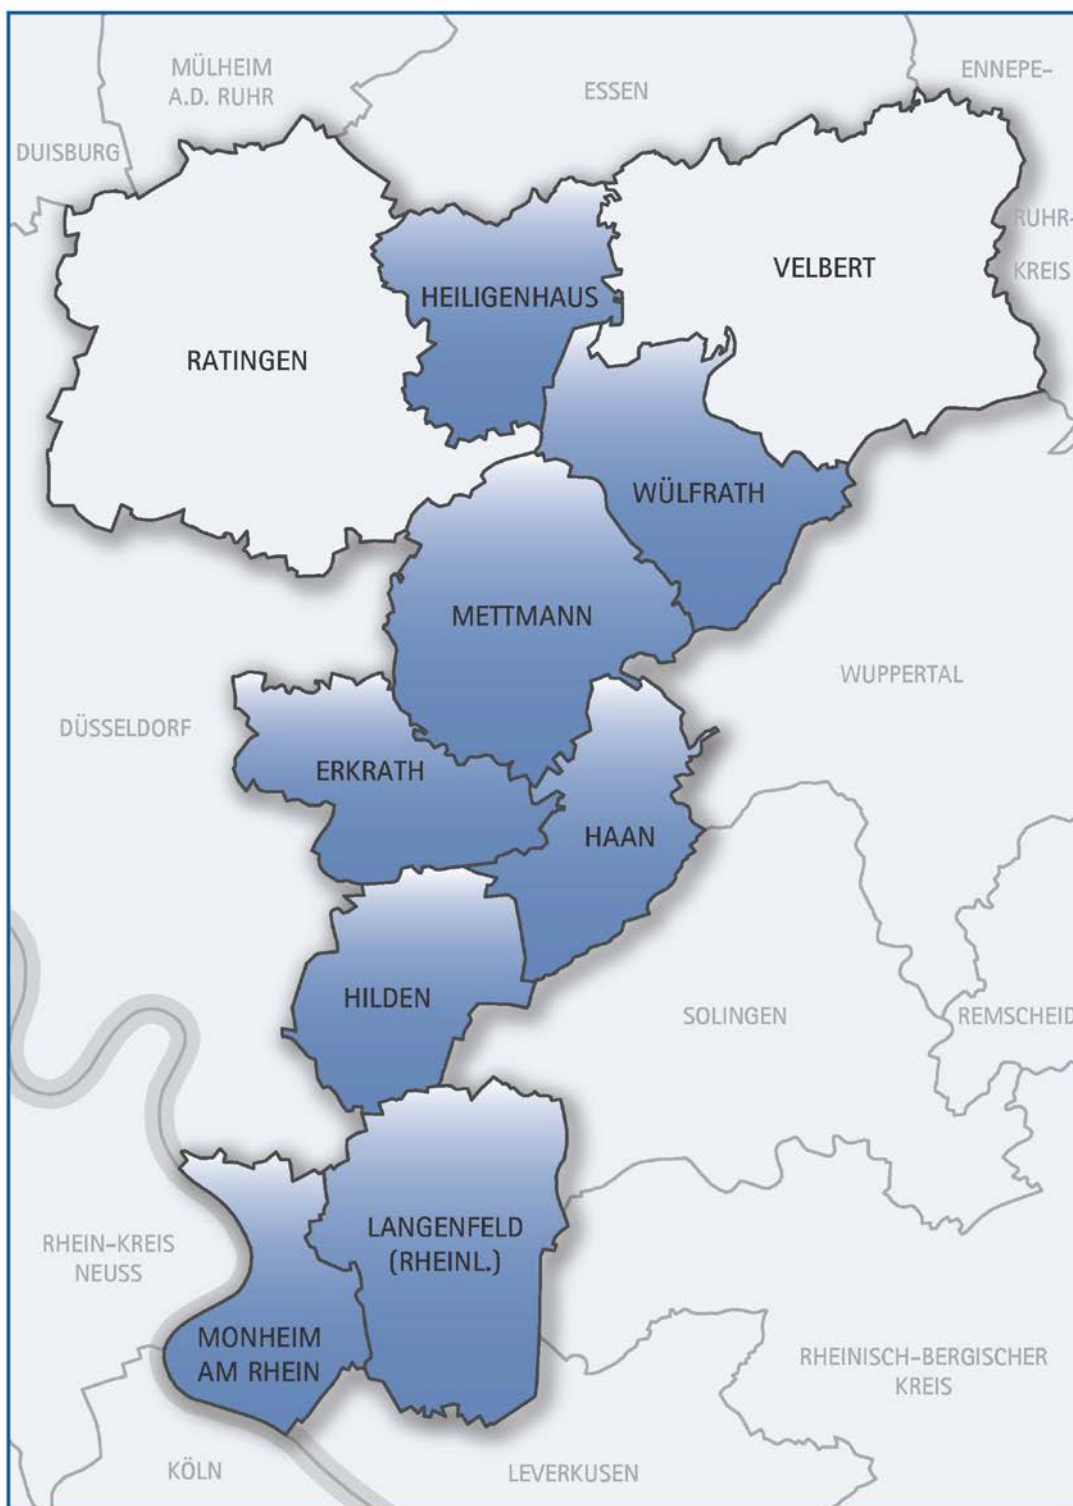 MÜLHEIM
A.D. RUHR
ESSEN
ENNEPE-
DUISBURG
RUHR-
KREIS
VELBERT
HEILIGENHAUS
RATINGEN
WÜLFRATH
METTMANN
WUPPERTAL
DÜSSELDORF
ERKRATH
HAAN
HILDEN
SOLINGEN
REMSCHEID
LANGENFELD
(RHEINL.)
RHEIN-KREIS
NEUSS
MONHEIM
AM RHEIN
RHEINISCH-BERGISCHER
KREIS
KÖLN
LEVERKUSEN